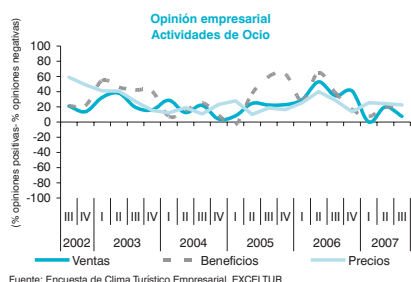 Opinión empresarial
Actividades de Ocio
(% opiniones positivas- % opiniones negativas)
100
80
60
40
20
0
-20
-40
-60
-80
-100
III IV I II III IV I II III IV I II III IV I II III IV I II III
2002 2003 2004 2005 2006 2007
Ventas Beneficios Precios
Fuente: Encuesta de Clima Turístico Empresarial, EXCELTUR